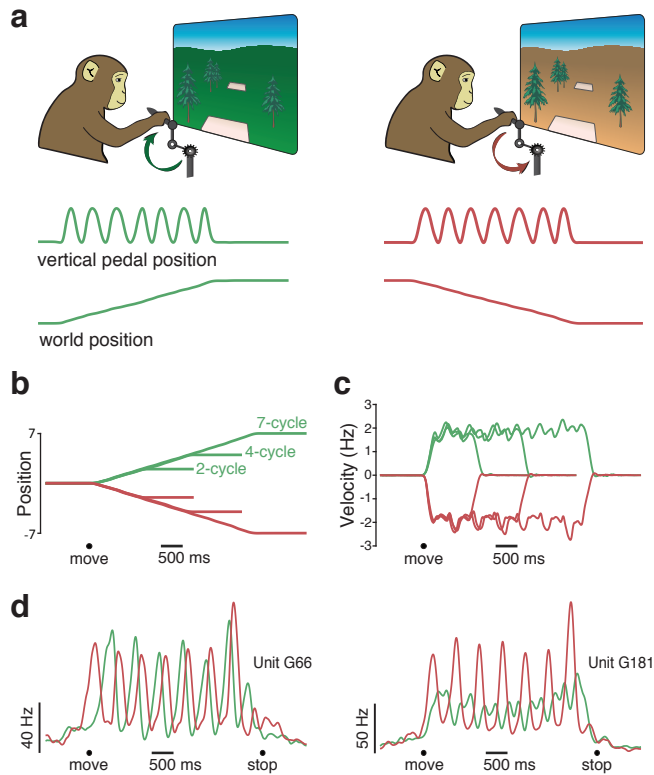 a
vertical pedal position
world position
b
7
Position
-7
7-cycle
4-cycle
2-cycle
move
500 ms
c
3
2
1
0
-1
-2
-3
Velocity (Hz)
move
500 ms
d
40 Hz
Unit G66
move
500 ms
stop
50 Hz
Unit G181
move
500 ms
stop